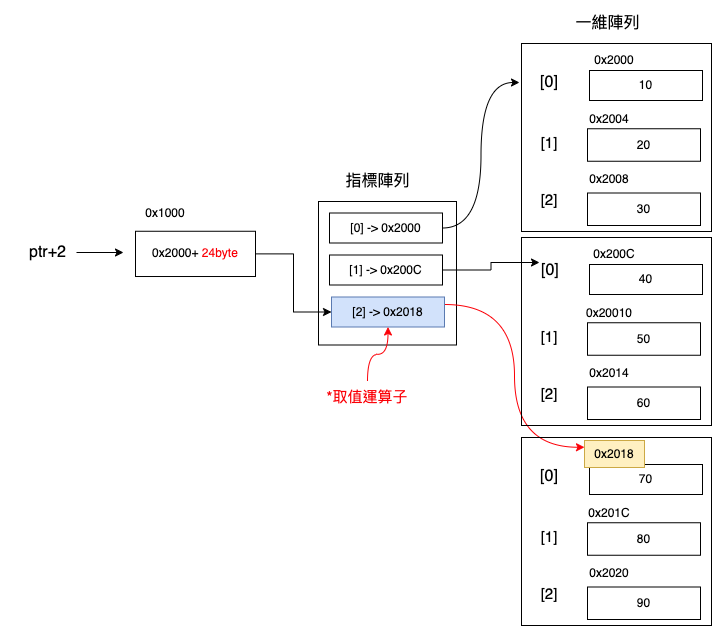 一維陣列
0x2000
[0]
10
0x2004
[1]
20
0x2008
[2]
30
指標陣列
0x1000
[0] -> 0x2000
ptr+2
0x2000+ 24byte
[1] -> 0x200C
[2] -> 0x2018
*取值運算子
0x200C
[0]
40
0x20010
[1]
50
0x2014
[2]
60
0x2018
[0]
70
0x201C
[1]
80
0x2020
[2]
90